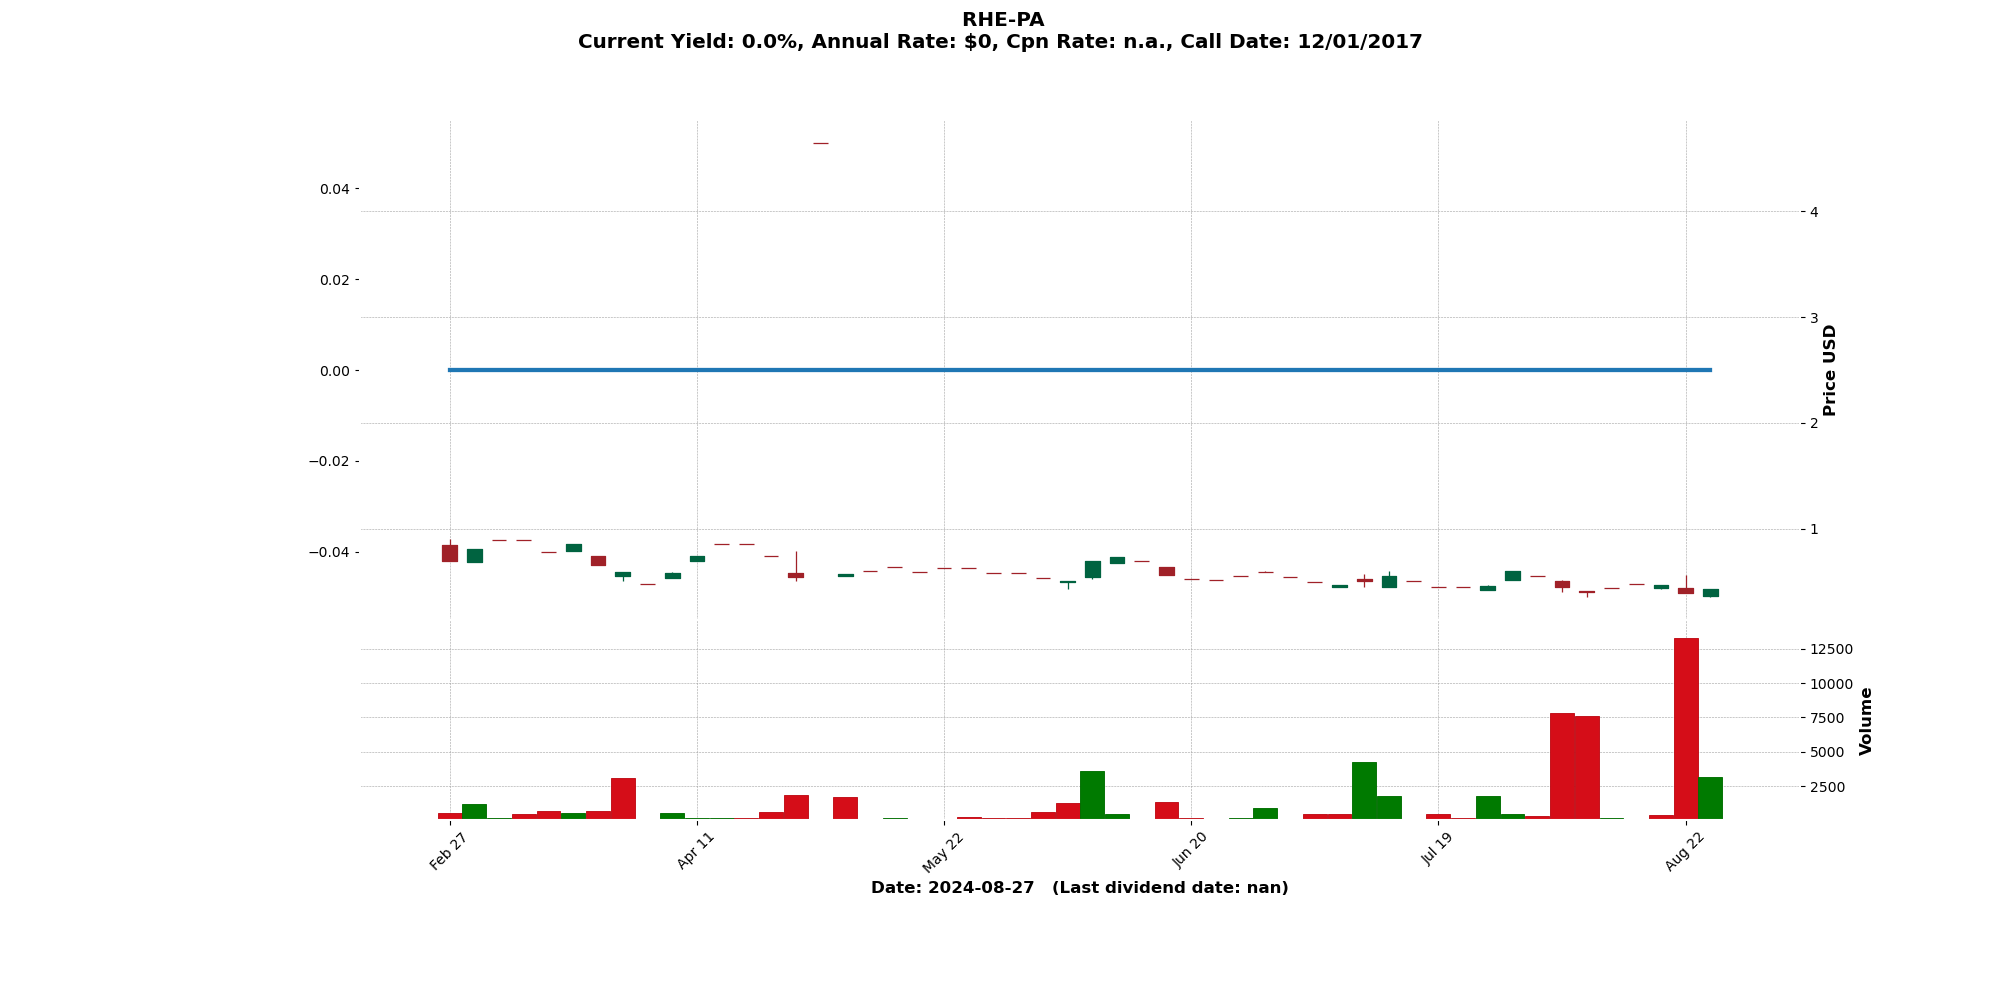 RHE-PA
Current Yield: 0.0%, Annual Rate: $0, Cpn Rate: n.a., Call Date: 12/01/2017
0.04
0.02
0.00
−0.02
−0.04
4
3
2
1
Price USD
12500
10000
7500
5000
2500
Volume
Feb 27
Apr 11
May 22
Jun 20
Jul 19
Aug 22
Date: 2024-08-27 (Last dividend date: nan)